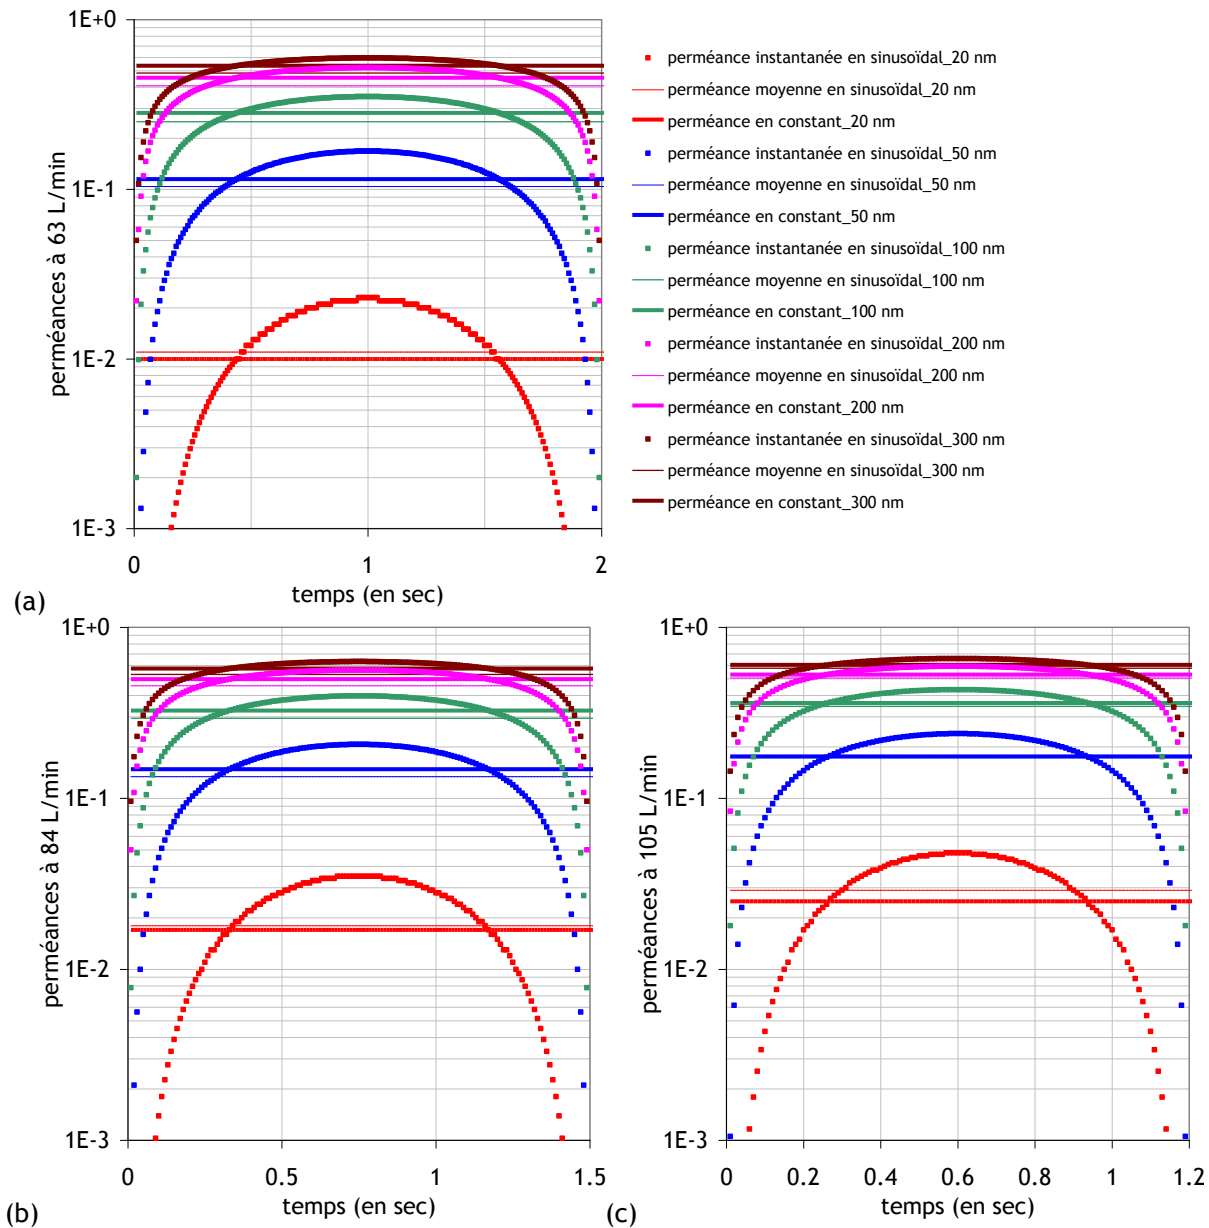 (a)
perméances à 63 L/min
1E+0
1E-1
1E-2
1E-3
0
1
2
temps (en sec)
perméance instantanée en sinusoïdal_20 nm
perméance moyenne en sinusoïdal_20 nm
perméance en constant_20 nm
perméance instantanée en sinusoïdal_50 nm
perméance moyenne en sinusoïdal_50 nm
perméance en constant_50 nm
perméance instantanée en sinusoïdal_100 nm
perméance moyenne en sinusoïdal_100 nm
perméance en constant_100 nm
perméance instantanée en sinusoïdal_200 nm
perméance moyenne en sinusoïdal_200 nm
perméance en constant_200 nm
perméance instantanée en sinusoïdal_300 nm
perméance moyenne en sinusoïdal_300 nm
perméance en constant_300 nm
(b)
perméances à 84 L/min
1E+0
1E-1
1E-2
1E-3
0
0.5
1
1.5
temps (en sec)
(c)
perméances à 105 L/min
1E+0
1E-1
1E-2
1E-3
0
0.2
0.4
0.6
0.8
1
1.2
temps (en sec)